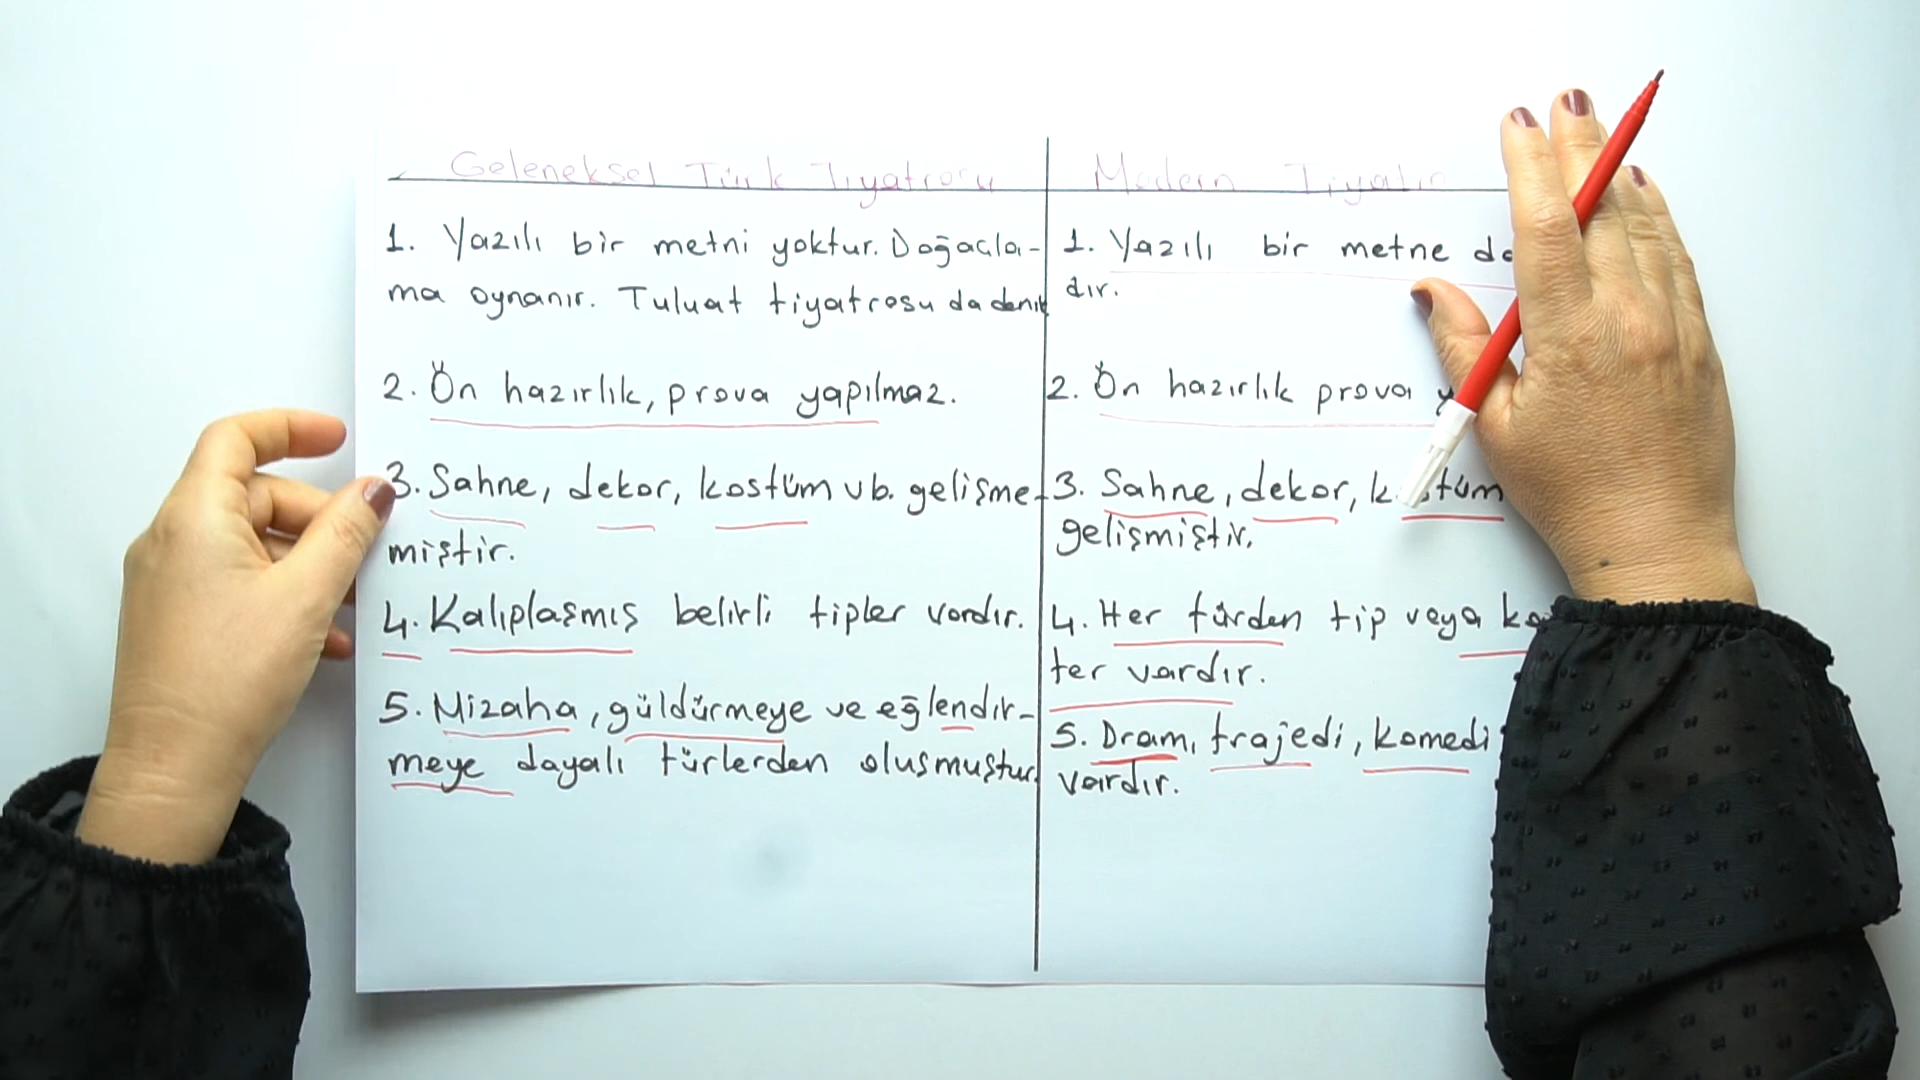 Geleneksel Türk Tiyatrosu
1. Yazılı bir metni yoktur. Doğaçla-
ma oynanır. Tuluat tiyatrosu da denir
2. Ön hazırlık, prova yapılmaz.
3. Sahne, dekor, kostüm vb. gelişme-
miştir.
4. Kalıplaşmış belirli tipler vardır.
5. Mizaha, güldürmeye ve eğlendir-
meye dayalı türlerden oluşmuştur.
Modern
1. Yazılı bir metne
dır.
2. Ön hazırlık prova
3. Sahne, dekor,
gelişmiştir.
4. Her türden tip veya
ter vardır.
5. Dram, trajedi, komedi
vardır.